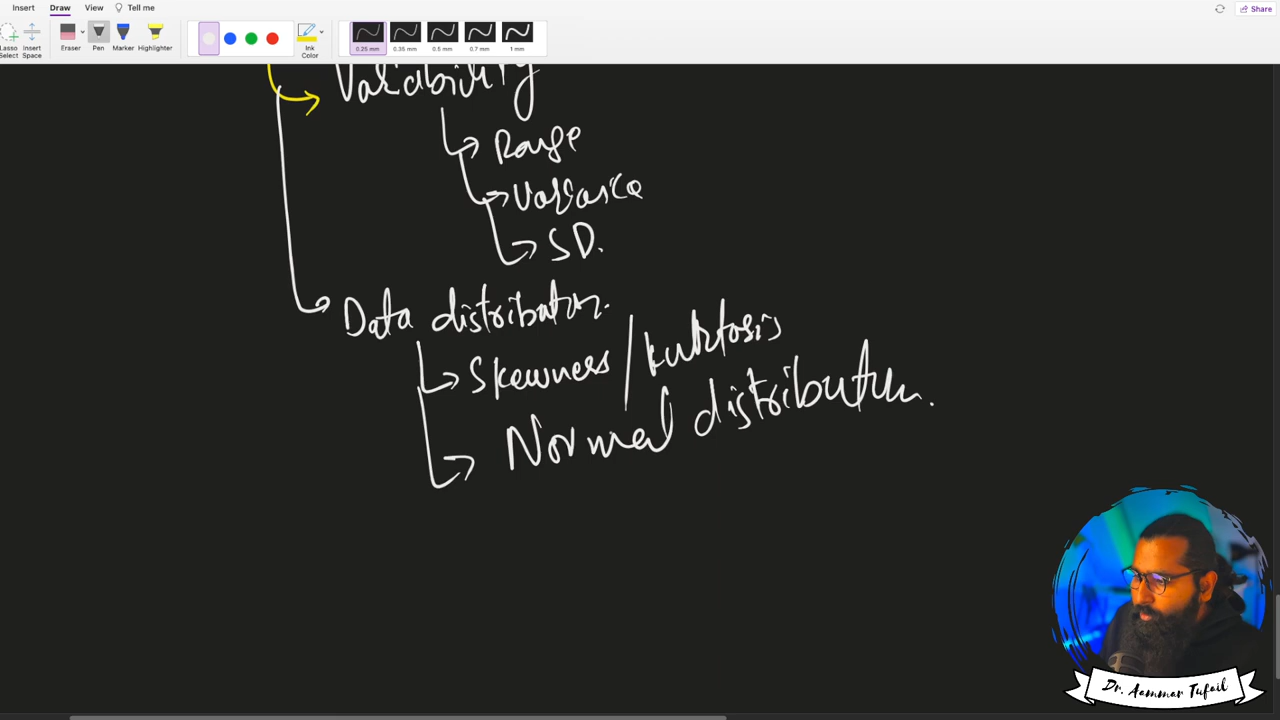 Insert Draw View Tell me
Share
Lasso Select
Insert Space
Eraser
Pen
Marker
Highlighter
Ink Color
0.25 mm
0.35 mm
0.5 mm
0.7 mm
1 mm
Variability
Range
Variance
SD.
Data distribution.
Skewness / kurtosis
Normal distribution.
Dr. Aammar Tufail